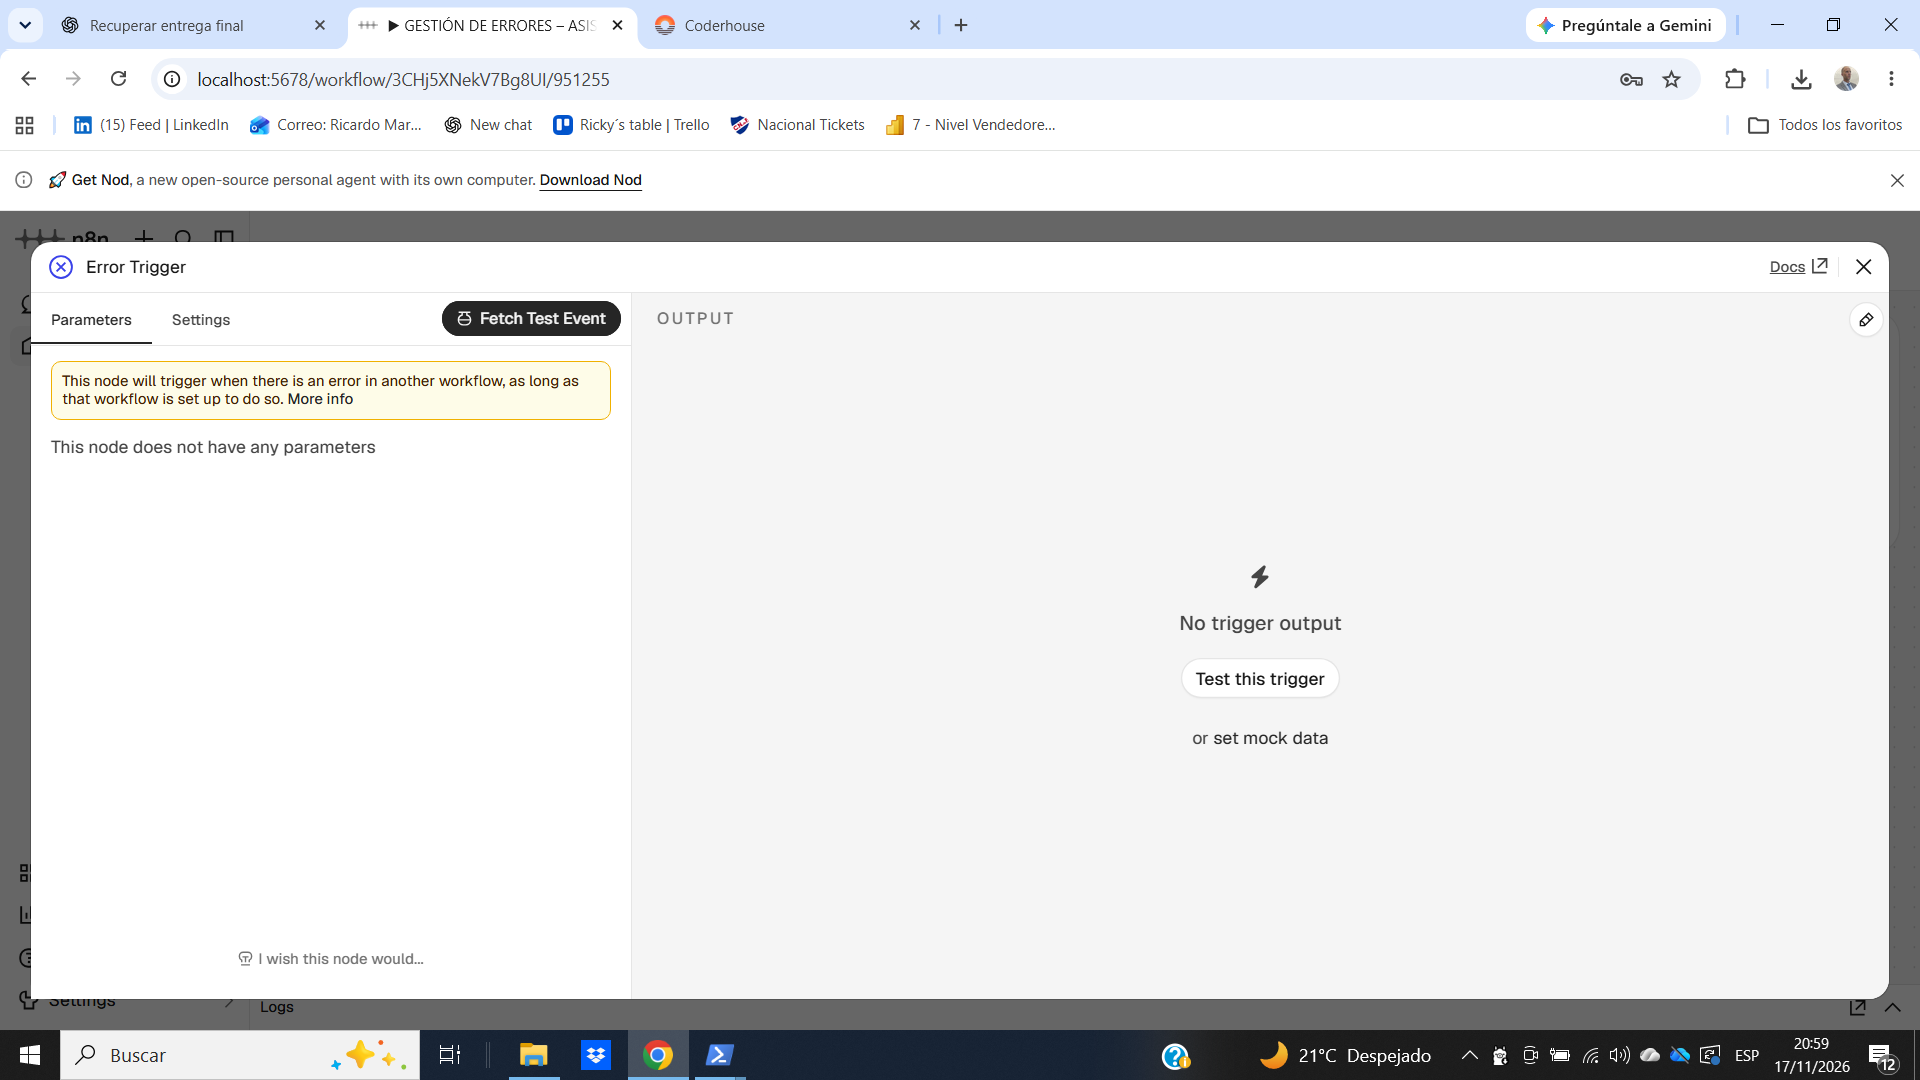 Recuperar entrega final
GESTIÓN DE ERRORES – ASIS
Coderhouse
Pregúntale a Gemini
localhost:5678/workflow/3CHj5XNekV7Bg8UI/951255
(15) Feed | LinkedIn
Correo: Ricardo Mar...
New chat
Ricky´s table | Trello
Nacional Tickets
7 - Nivel Vendedore...
Todos los favoritos
🚀 Get Nod, a new open-source personal agent with its own computer. Download Nod
n8n
Error Trigger
Docs
Parameters
Settings
Fetch Test Event
OUTPUT
This node will trigger when there is an error in another workflow, as long as
that workflow is set up to do so. More info
This node does not have any parameters
No trigger output
Test this trigger
or set mock data
I wish this node would...
Settings
Logs
Buscar
21°C Despejado
ESP
20:59
17/11/2026
12